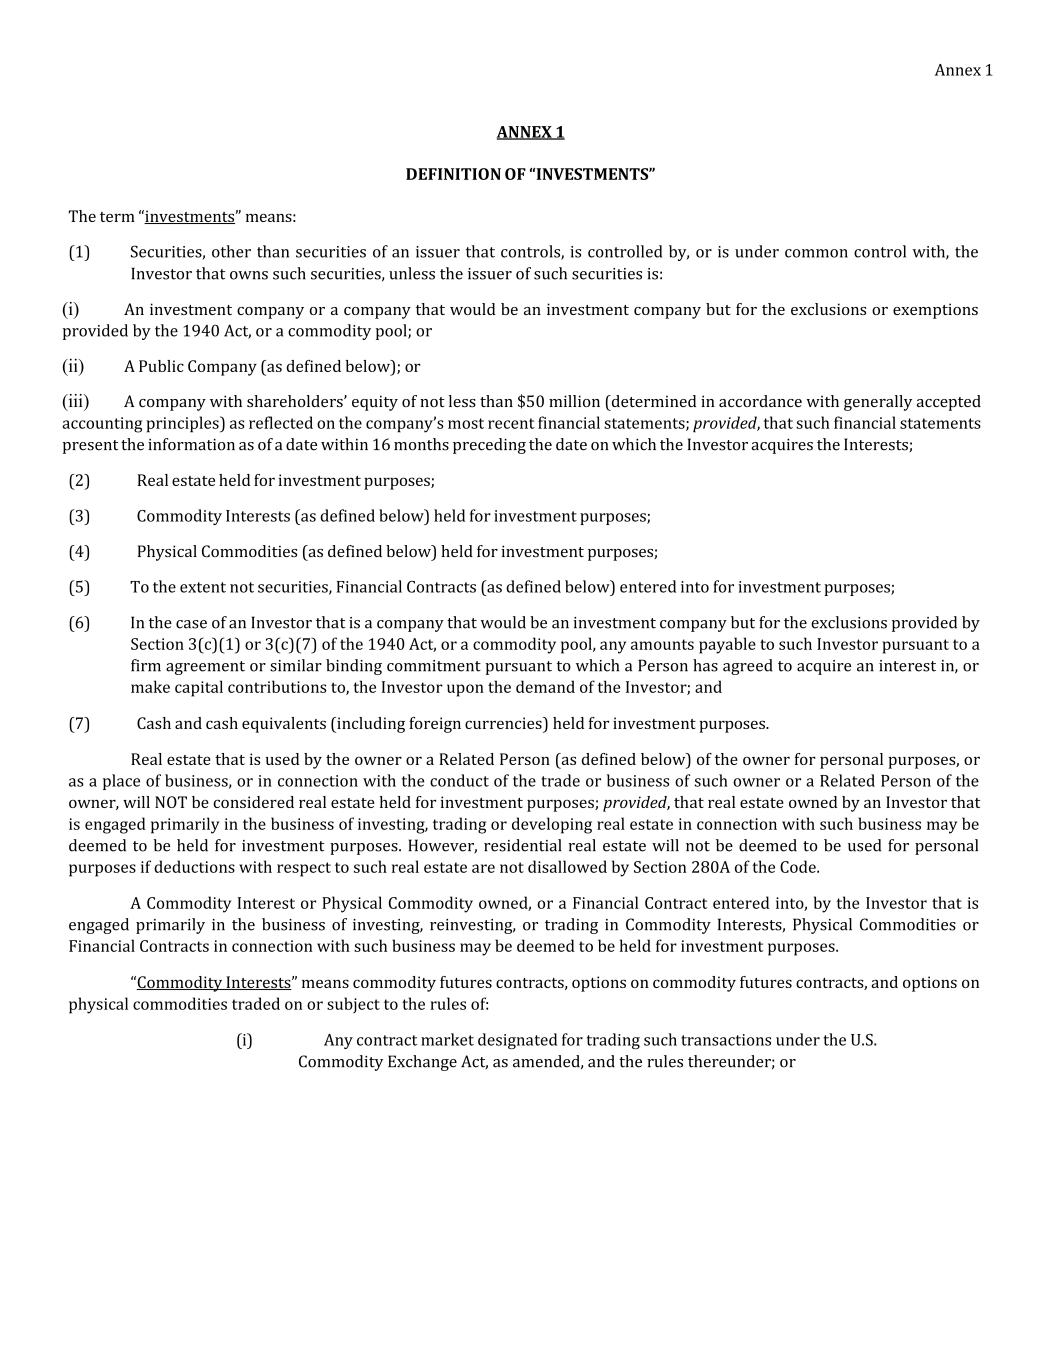 Annex 1
ANNEX 1
DEFINITION OF “INVESTMENTS”
The term “investments” means:
(1) Securities, other than securities of an issuer that controls, is controlled by, or is under common control with, the
Investor that owns such securities, unless the issuer of such securities is:
(i) An investment company or a company that would be an investment company but for the exclusions or exemptions
provided by the 1940 Act, or a commodity pool; or
(ii) A Public Company (as defined below); or
(iii) A company with shareholders’ equity of not less than $50 million (determined in accordance with generally accepted
accounting principles) as reflected on the company’s most recent financial statements; provided, that such financial statements
present the information as of a date within 16 months preceding the date on which the Investor acquires the Interests;
(2) Real estate held for investment purposes;
(3) Commodity Interests (as defined below) held for investment purposes;
(4) Physical Commodities (as defined below) held for investment purposes;
(5) To the extent not securities, Financial Contracts (as defined below) entered into for investment purposes;
(6) In the case of an Investor that is a company that would be an investment company but for the exclusions provided by
Section 3(c)(1) or 3(c)(7) of the 1940 Act, or a commodity pool, any amounts payable to such Investor pursuant to a
firm agreement or similar binding commitment pursuant to which a Person has agreed to acquire an interest in, or
make capital contributions to, the Investor upon the demand of the Investor; and
(7) Cash and cash equivalents (including foreign currencies) held for investment purposes.
Real estate that is used by the owner or a Related Person (as defined below) of the owner for personal purposes, or
as a place of business, or in connection with the conduct of the trade or business of such owner or a Related Person of the
owner, will NOT be considered real estate held for investment purposes; provided, that real estate owned by an Investor that
is engaged primarily in the business of investing, trading or developing real estate in connection with such business may be
deemed to be held for investment purposes. However, residential real estate will not be deemed to be used for personal
purposes if deductions with respect to such real estate are not disallowed by Section 280A of the Code.
A Commodity Interest or Physical Commodity owned, or a Financial Contract entered into, by the Investor that is
engaged primarily in the business of investing, reinvesting, or trading in Commodity Interests, Physical Commodities or
Financial Contracts in connection with such business may be deemed to be held for investment purposes.
“Commodity Interests” means commodity futures contracts, options on commodity futures contracts, and options on
physical commodities traded on or subject to the rules of:
(i) Any contract market designated for trading such transactions under the U.S.
Commodity Exchange Act, as amended, and the rules thereunder; or